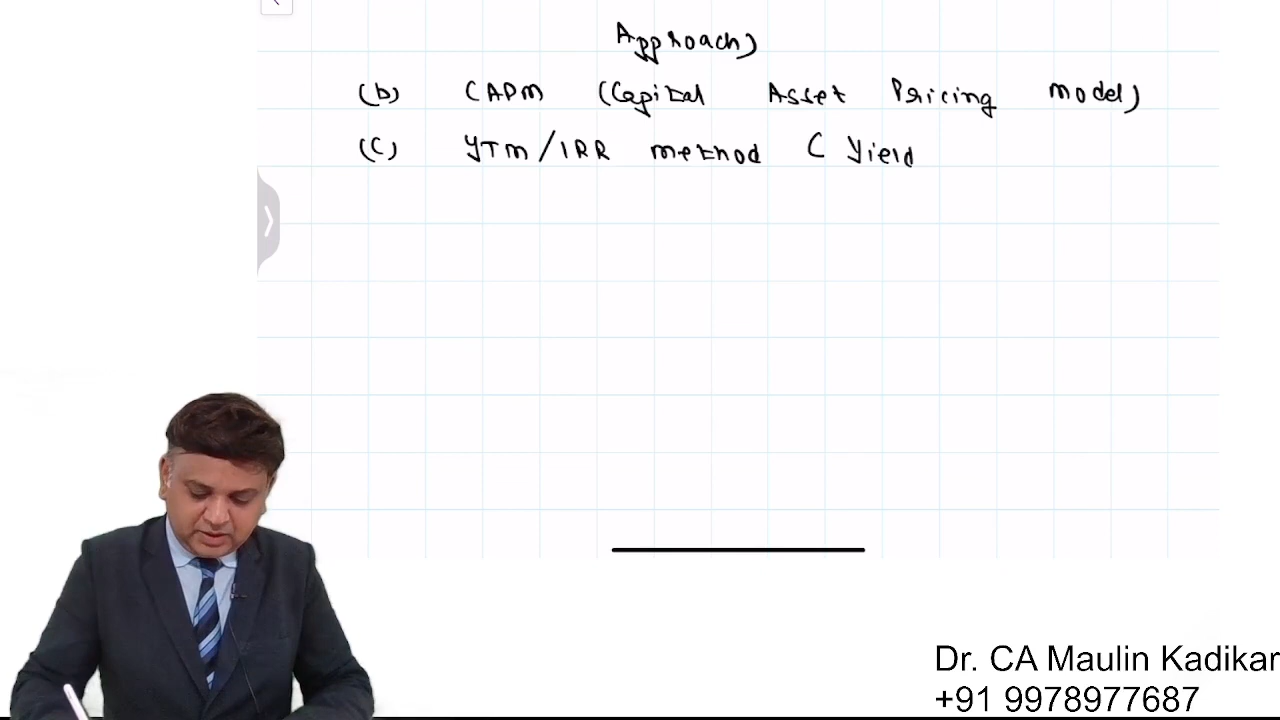 Approach)
(b) CAPM (Capital Asset Pricing Model)
(c) YTM/IRR method ( Yield
Dr. CA Maulin Kadikar
+91 9978977687